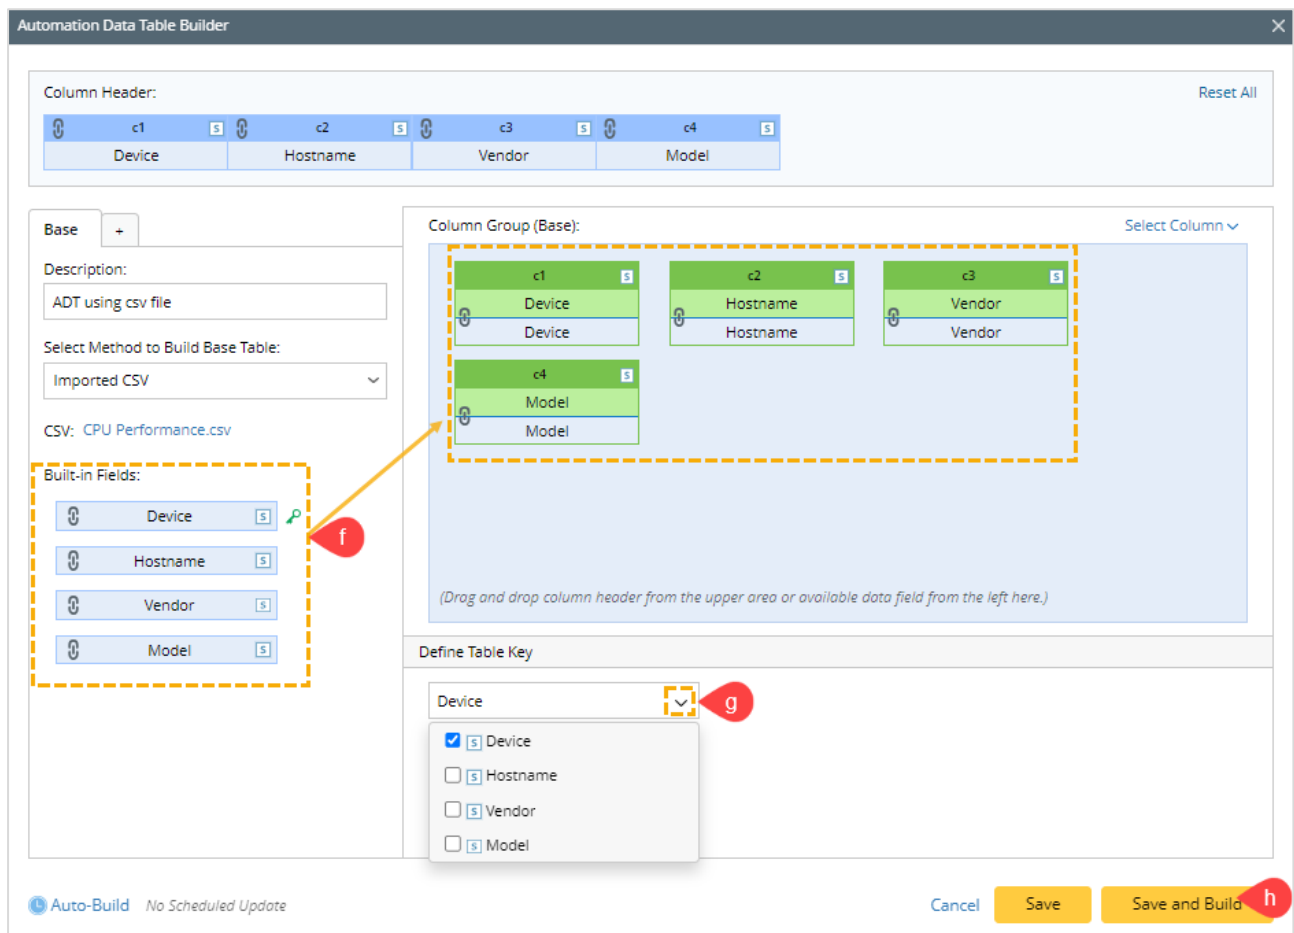 Automation Data Table Builder
Column Header:
Reset All
c1 S c2 S c3 S c4 S
Device Hostname Vendor Model
Base +
Column Group (Base):
Select Column
Description:
ADT using csv file
Select Method to Build Base Table:
Imported CSV
CSV: CPU Performance.csv
Built-in Fields:
Device S
Hostname S
Vendor S
Model S
f
c1 S c2 S c3 S
Device Hostname Vendor
Device Hostname Vendor
c4 S
Model
Model
(Drag and drop column header from the upper area or available data field from the left here.)
Define Table Key
Device
g
S Device
S Hostname
S Vendor
S Model
Auto-Build No Scheduled Update
Cancel
Save
Save and Build
h